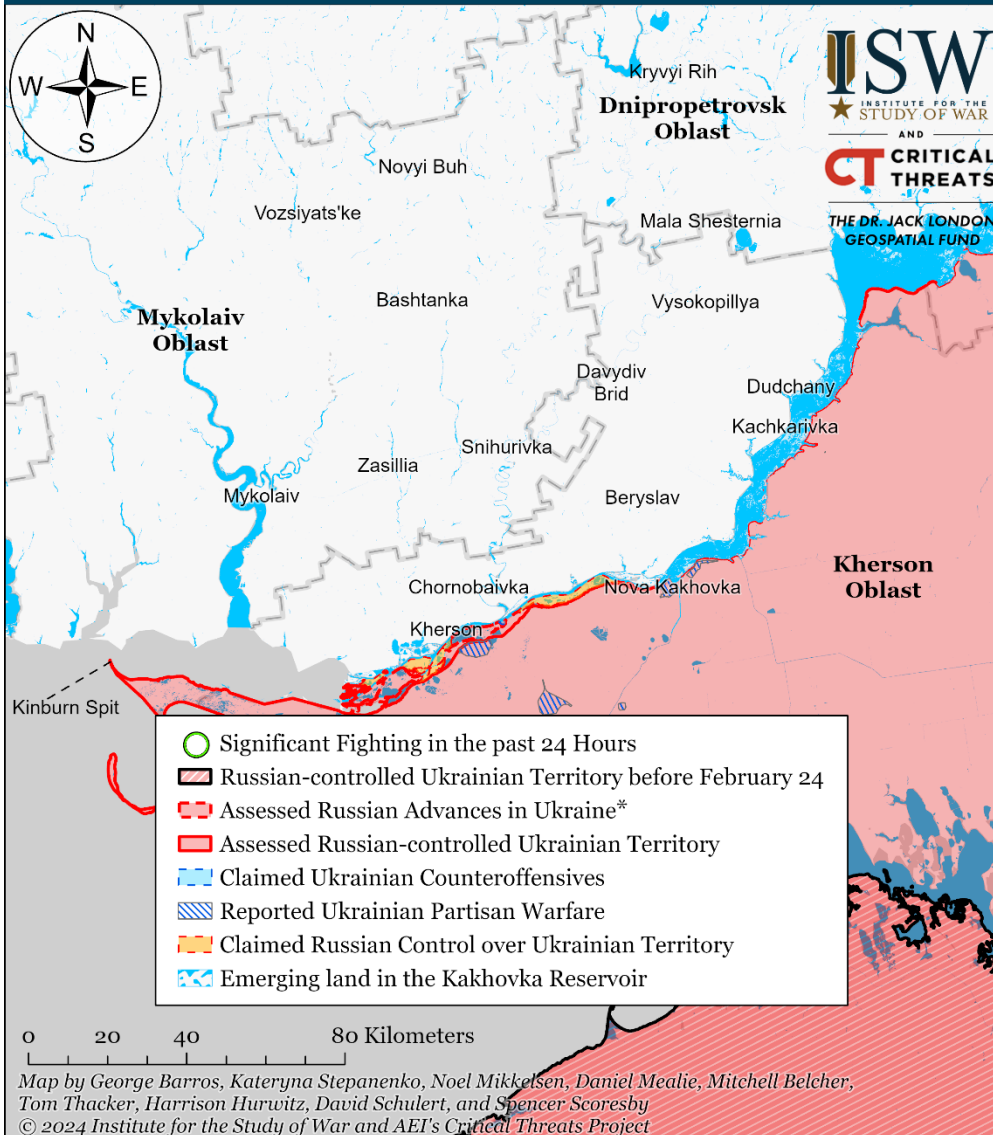 N
W
E
S
ISW
INSTITUTE FOR THE
STUDY OF WAR
AND
CT CRITICAL
THREATS
THE DR. JACK LONDON
GEOSPATIAL FUND
Kryvyi Rih
Dnipropetrovsk
Oblast
Novyi Buh
Vozsiyats'ke
Mala Shesternia
Bashtanka
Vysokopillya
Mykolaiv
Oblast
Davydiv
Brid
Dudchany
Kachkarivka
Snihurivka
Zasillia
Mykolaiv
Beryslav
Kherson
Oblast
Chornobaivka
Nova Kakhovka
Kherson
Kinburn Spit
Significant Fighting in the past 24 Hours
Russian-controlled Ukrainian Territory before February 24
Assessed Russian Advances in Ukraine*
Assessed Russian-controlled Ukrainian Territory
Claimed Ukrainian Counteroffensives
Reported Ukrainian Partisan Warfare
Claimed Russian Control over Ukrainian Territory
Emerging land in the Kakhovka Reservoir
0 20 40 80 Kilometers
Map by George Barros, Kateryna Stepanenko, Noel Mikkelsen, Daniel Mealie, Mitchell Belcher,
Tom Thacker, Harrison Hurwitz, David Schulert, and Spencer Scoresby
© 2024 Institute for the Study of War and AEI's Critical Threats Project